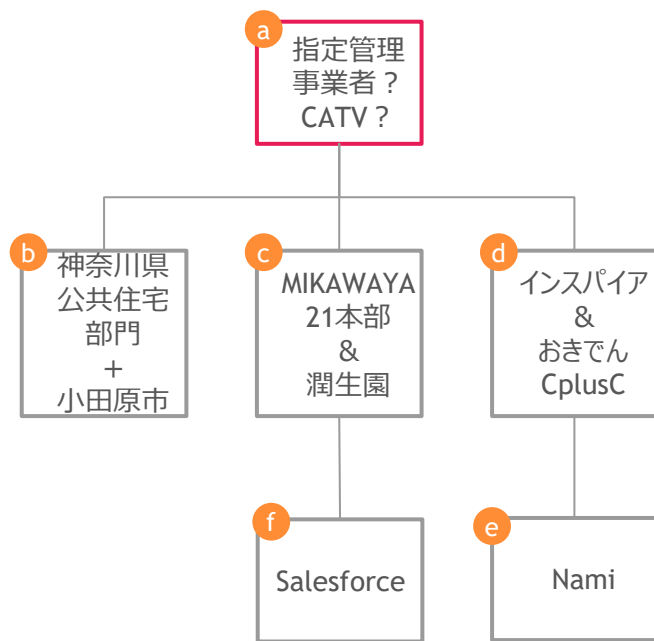 a
指定管理
事業者？
CATV？
b
神奈川県
公共住宅
部門
＋
小田原市
c
MIKAWAYA
21本部
＆
潤生園
d
インスパイア
＆
おきでん
CplusC
f
Salesforce
e
Nami